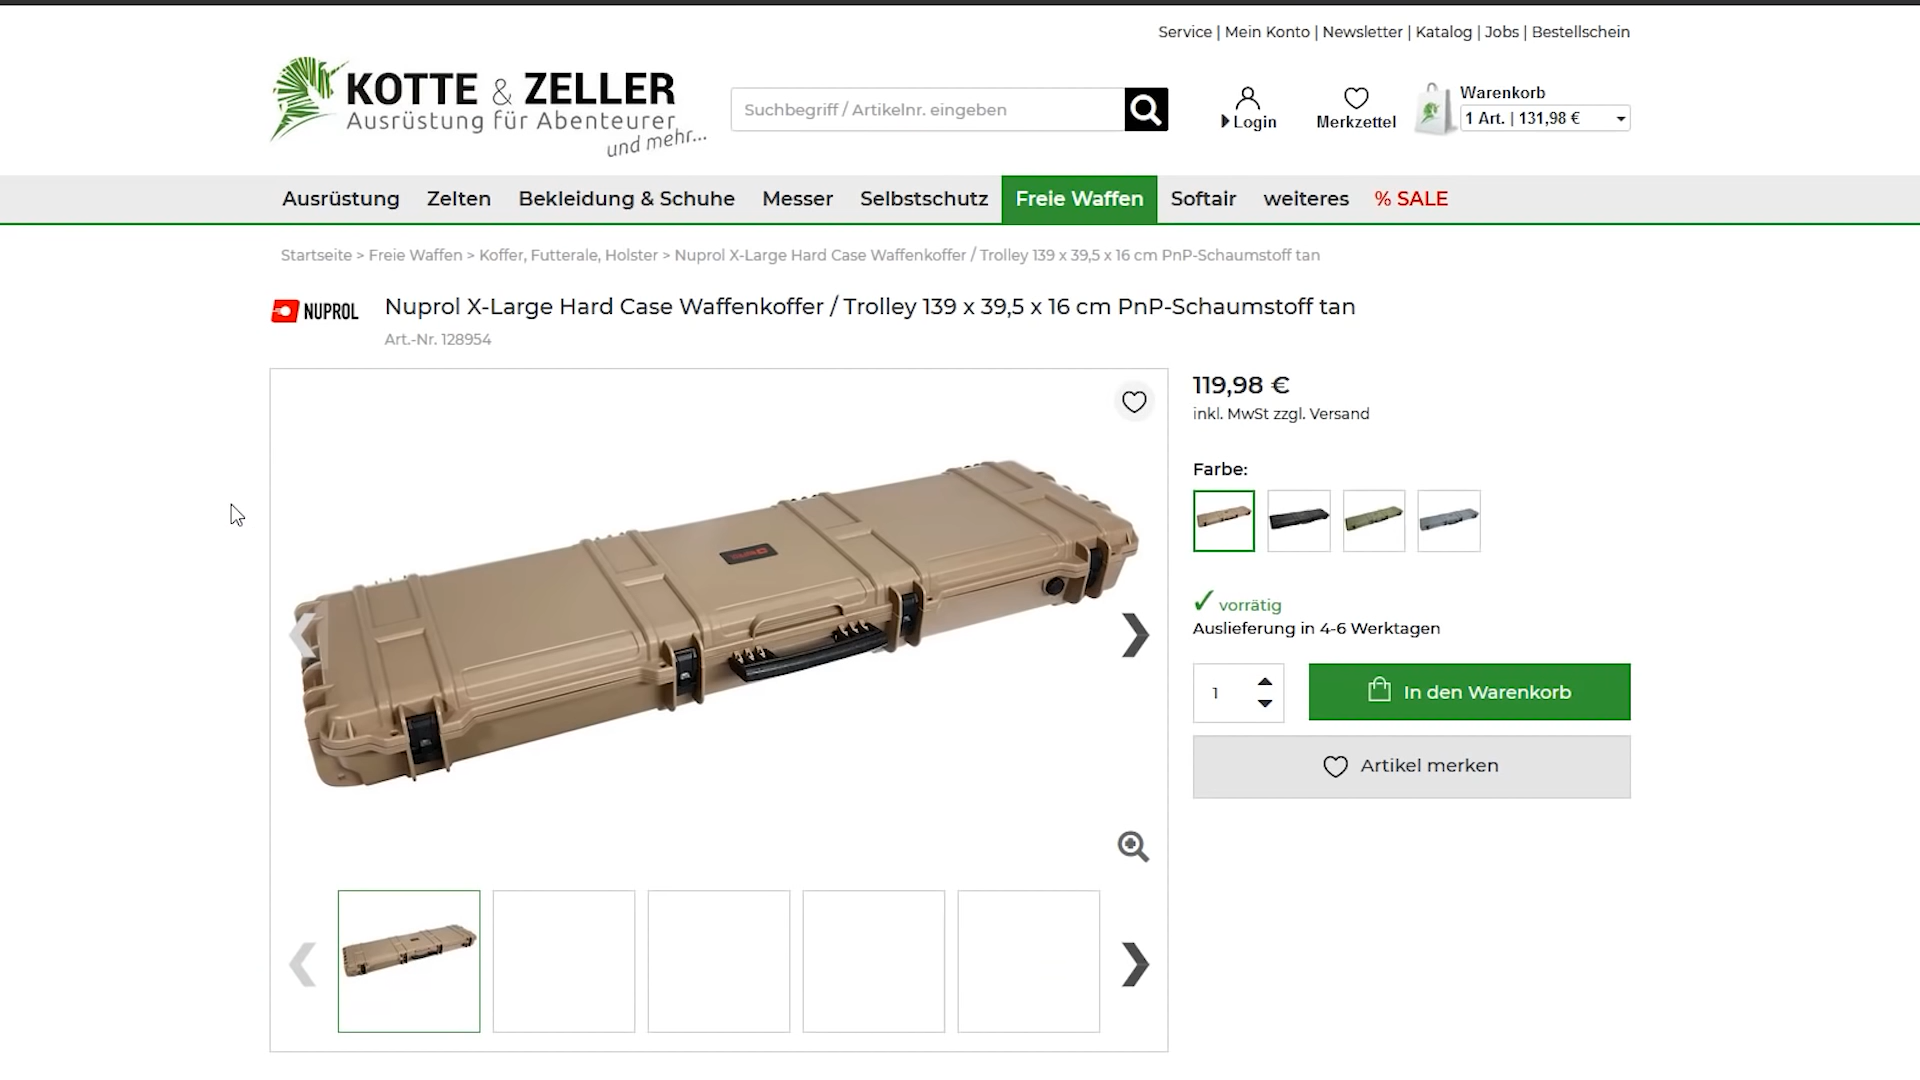 Service | Mein Konto | Newsletter | Katalog | Jobs | Bestellschein
KOTTE & ZELLER
Ausrüstung für Abenteurer
und mehr...
Suchbegriff / Artikelnr. eingeben
Login
Merkzettel
Warenkorb
1 Art. | 131,98 €
Ausrüstung Zelten Bekleidung & Schuhe Messer Selbstschutz Freie Waffen Softair weiteres % SALE
Startseite > Freie Waffen > Koffer, Futterale, Holster > Nuprol X-Large Hard Case Waffenkoffer / Trolley 139 x 39,5 x 16 cm PnP-Schaumstoff tan
NUPROL
Nuprol X-Large Hard Case Waffenkoffer / Trolley 139 x 39,5 x 16 cm PnP-Schaumstoff tan
Art.-Nr. 128954
119,98 €
inkl. MwSt zzgl. Versand
Farbe:
vorrätig
Auslieferung in 4-6 Werktagen
1
In den Warenkorb
Artikel merken